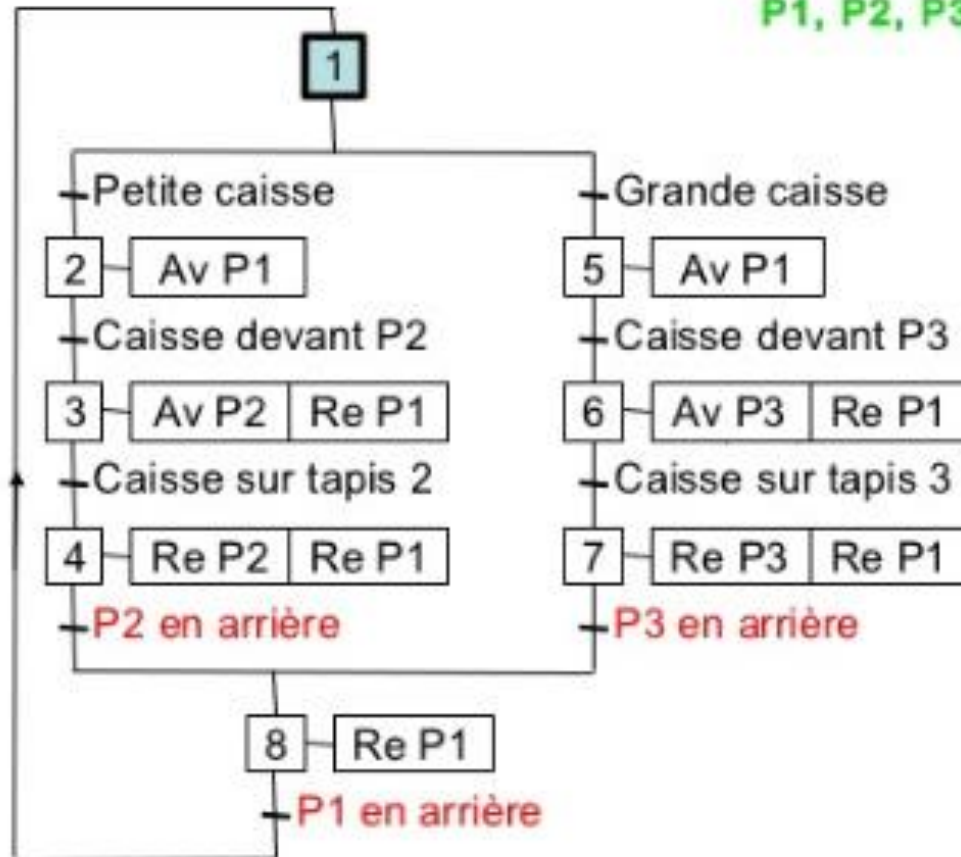 P1, P2, P3
1
Petite caisse
Grande caisse
2 Av P1
5 Av P1
Caisse devant P2
Caisse devant P3
3 Av P2 Re P1
6 Av P3 Re P1
Caisse sur tapis 2
Caisse sur tapis 3
4 Re P2 Re P1
7 Re P3 Re P1
P2 en arrière
P3 en arrière
8 Re P1
P1 en arrière